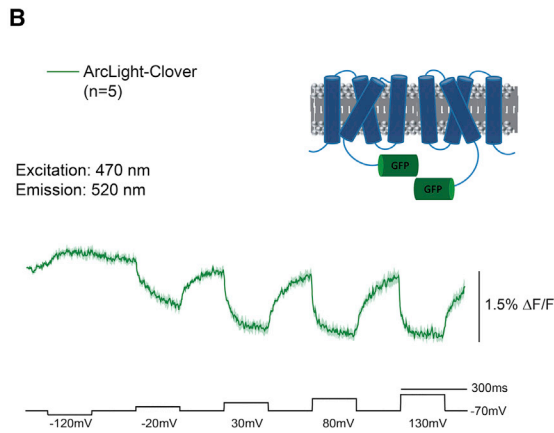 B
ArcLight-Clover
(n=5)
Excitation: 470 nm
Emission: 520 nm
GFP
GFP
1.5% ΔF/F
300ms
-70mV
-120mV
-20mV
30mV
80mV
130mV